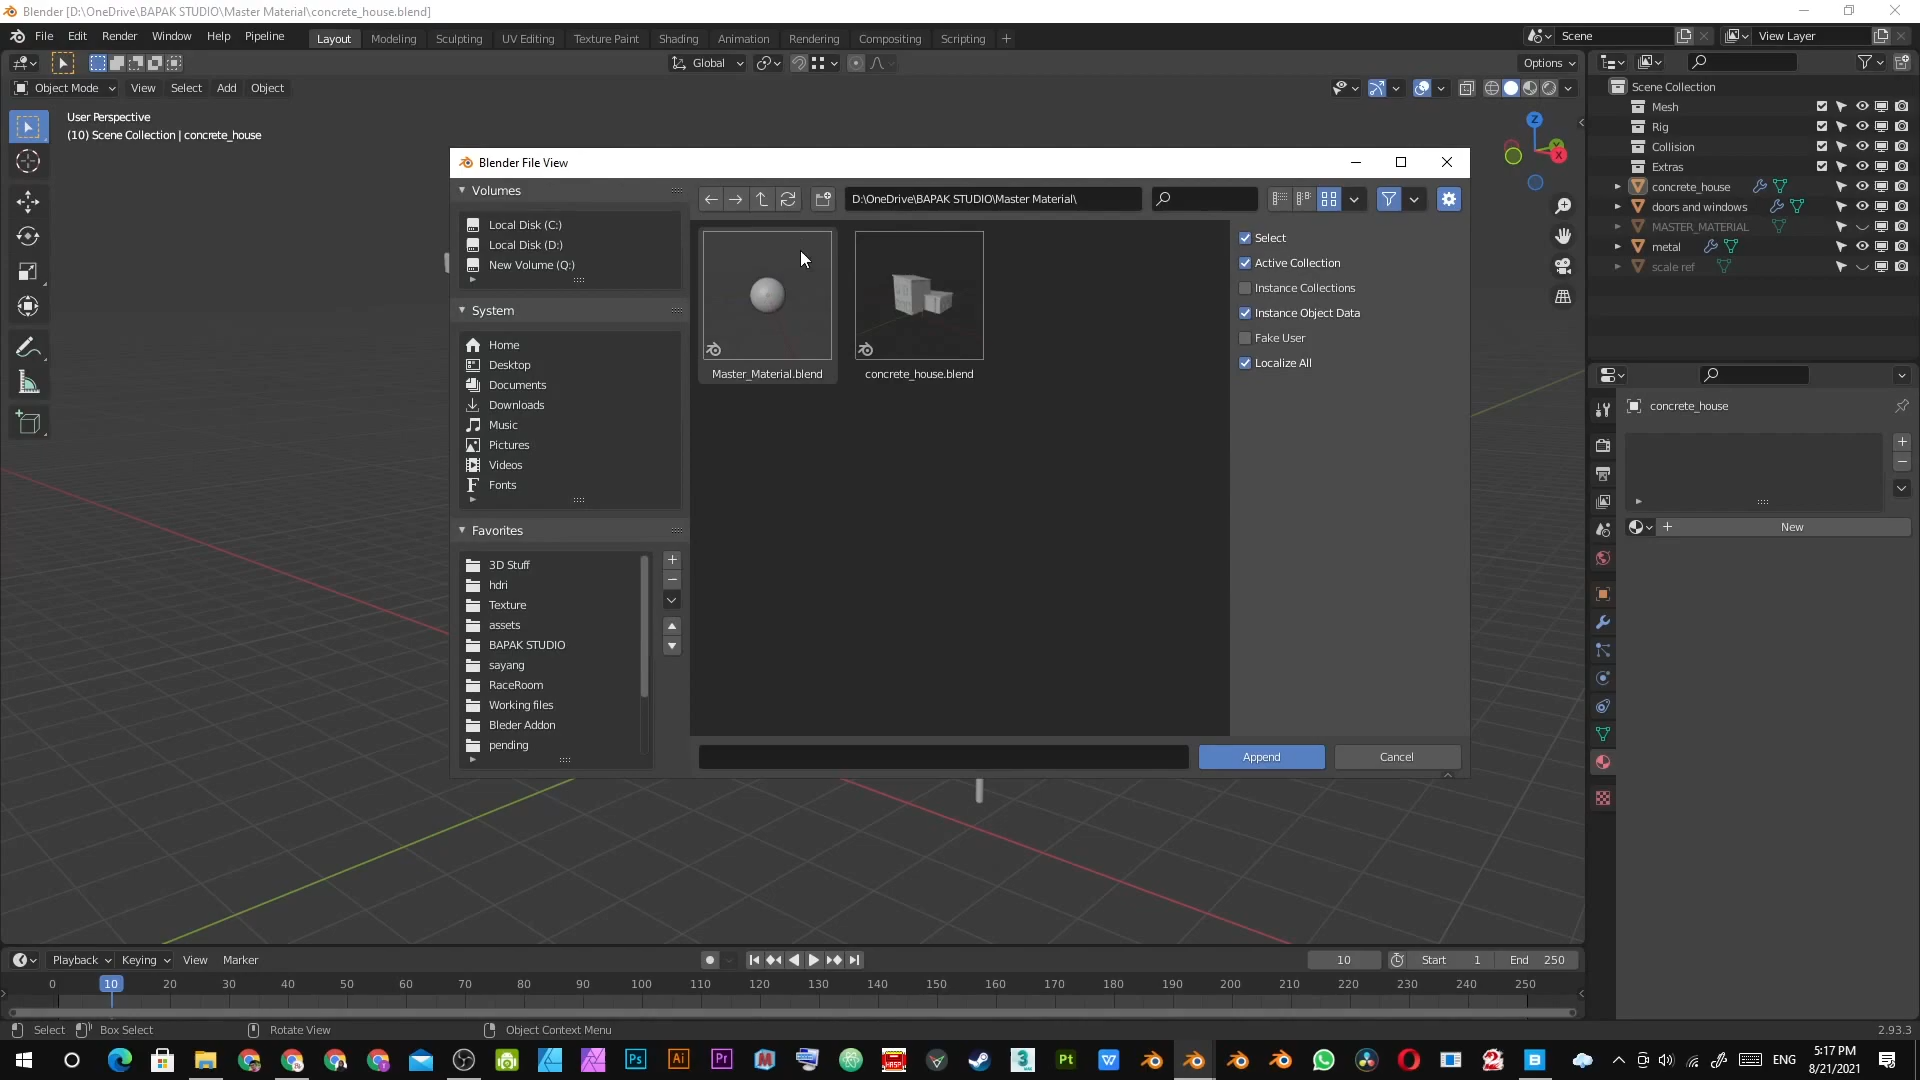 Blender [D:\OneDrive\BAPAK STUDIO\Master Material\concrete_house.blend]
File Edit Render Window Help Pipeline
Layout Modeling Sculpting UV Editing Texture Paint Shading Animation Rendering Compositing Scripting +
Scene
View Layer
Global
Options
Object Mode View Select Add Object
User Perspective
(10) Scene Collection | concrete_house
Z
Y
X
Scene Collection
Mesh
Rig
Collision
Extras
concrete_house
doors and windows
MASTER_MATERIAL
metal
scale ref
Blender File View
Volumes
Local Disk (C:)
Local Disk (D:)
New Volume (Q:)
System
Home
Desktop
Documents
Downloads
Music
Pictures
Videos
Fonts
Favorites
3D Stuff
hdri
Texture
assets
BAPAK STUDIO
sayang
RaceRoom
Working files
Bleder Addon
pending
D:\OneDrive\BAPAK STUDIO\Master Material\
Master_Material.blend
concrete_house.blend
Select
Active Collection
Instance Collections
Instance Object Data
Fake User
Localize All
Append
Cancel
concrete_house
New
Playback Keying View Marker
10
Start 1
End 250
0 10 20 30 40 50 60 70 80 90 100 110 120 130 140 150 160 170 180 190 200 210 220 230 240 250
Select Box Select Rotate View Object Context Menu
2.93.3
Ps Ai Pr Pt
ENG
5:17 PM
8/21/2021